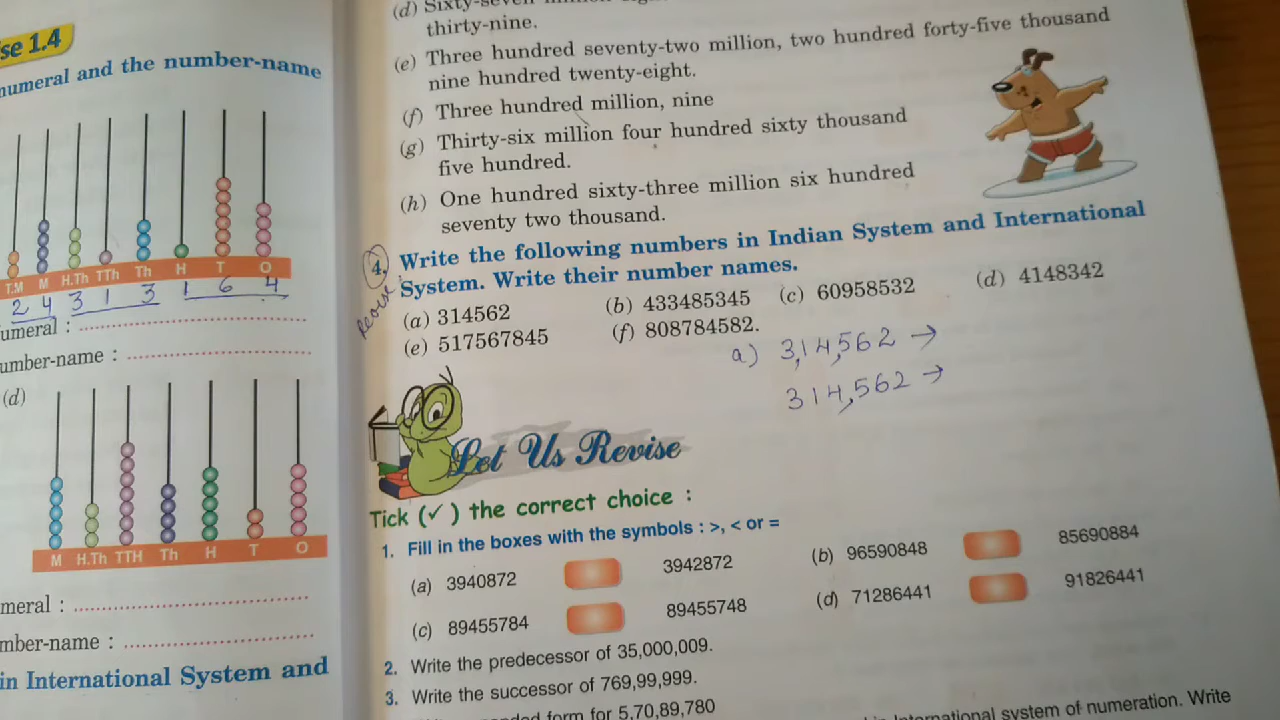 se 1.4
numeral and the number-name
T.M M H.Th TTh Th H T O
2 4 3 1 3 1 6 4
umeral :
umber-name :
(d)
M H.Th TTH Th H T O
meral :
mber-name :
in International System and
(d) Sixty-seven
thirty-nine.
(e) Three hundred seventy-two million, two hundred forty-five thousand
nine hundred twenty-eight.
(f) Three hundred million, nine
(g) Thirty-six million four hundred sixty thousand
five hundred.
(h) One hundred sixty-three million six hundred
seventy two thousand.
4. Write the following numbers in Indian System and International
System. Write their number names.
Revise
(a) 314562 (b) 433485345 (c) 60958532 (d) 4148342
(e) 517567845 (f) 808784582.
a) 3,14,562 →
314,562 →
Let Us Revise
Tick (✓) the correct choice :
1. Fill in the boxes with the symbols : >, < or =
(a) 3940872 3942872 (b) 96590848 85690884
(c) 89455784 89455748 (d) 71286441 91826441
2. Write the predecessor of 35,000,009.
3. Write the successor of 769,99,999.
form for 5,70,89,780
International system of numeration. Write